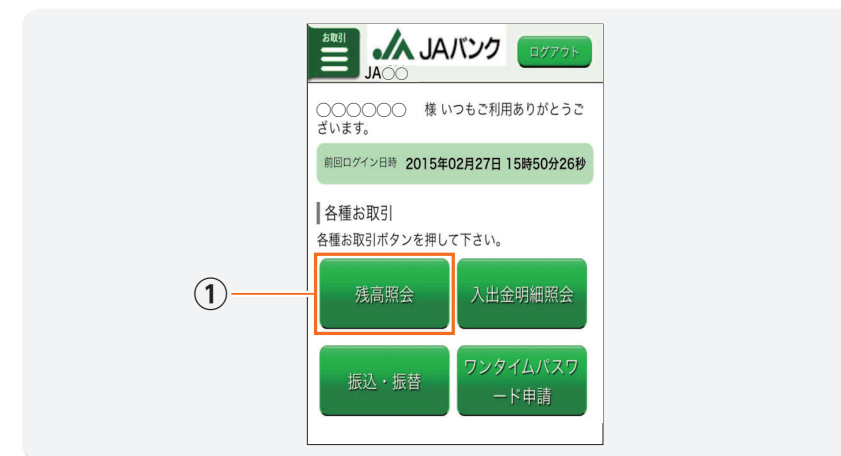 お取引
JAバンク
ログアウト
JA〇〇
〇〇〇〇〇〇 様 いつもご利用ありがとうご
ざいます。
前回ログイン日時 2015年02月27日 15時50分26秒
各種お取引
各種お取引ボタンを押して下さい。
①
残高照会
入出金明細照会
振込・振替
ワンタイムパスワ
ード申請